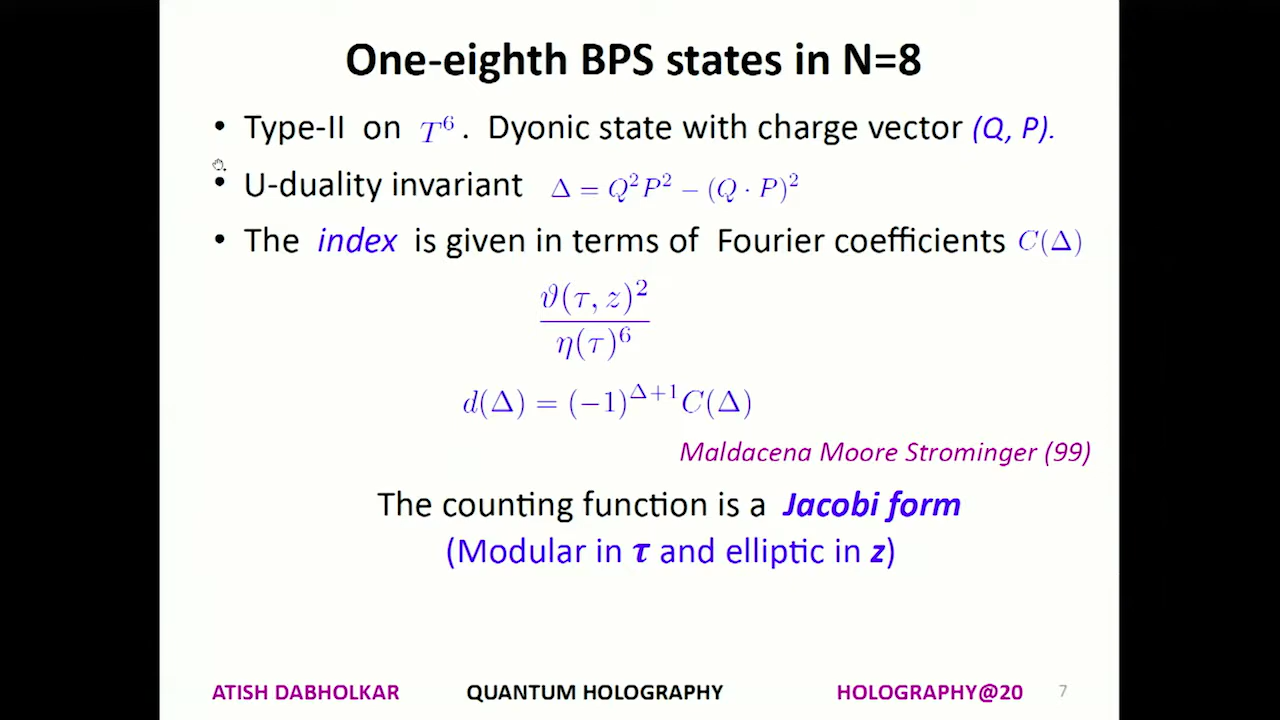 One-eighth BPS states in N=8
• Type-II on T⁶. Dyonic state with charge vector (Q, P).
• U-duality invariant Δ = Q²P² − (Q · P)²
• The index is given in terms of Fourier coefficients C(Δ)
ϑ(τ, z)²
η(τ)⁶
d(Δ) = (−1)^{Δ+1} C(Δ)
Maldacena Moore Strominger (99)
The counting function is a Jacobi form
(Modular in τ and elliptic in z)
ATISH DABHOLKAR QUANTUM HOLOGRAPHY HOLOGRAPHY@20 7